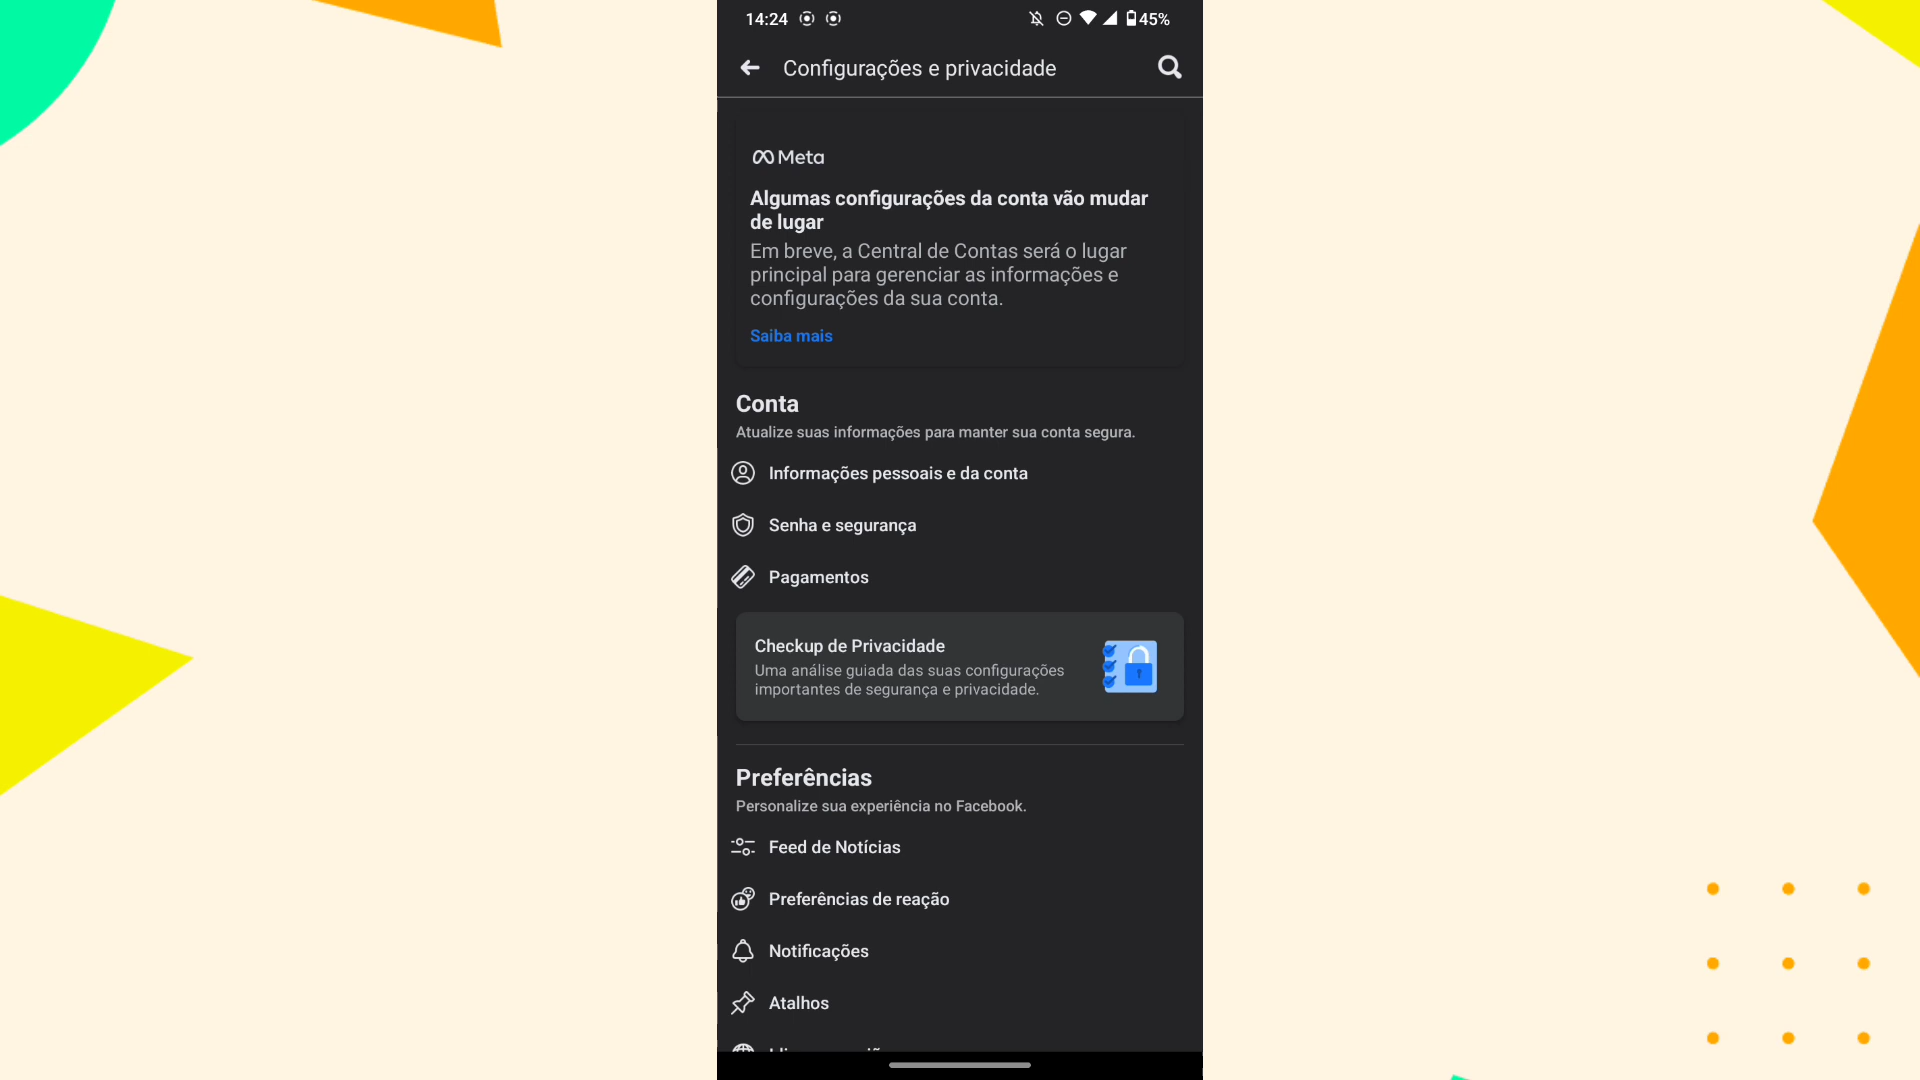 14:24
45%
Configurações e privacidade
Meta
Algumas configurações da conta vão mudar
de lugar
Em breve, a Central de Contas será o lugar
principal para gerenciar as informações e
configurações da sua conta.
Saiba mais
Conta
Atualize suas informações para manter sua conta segura.
Informações pessoais e da conta
Senha e segurança
Pagamentos
Checkup de Privacidade
Uma análise guiada das suas configurações
importantes de segurança e privacidade.
Preferências
Personalize sua experiência no Facebook.
Feed de Notícias
Preferências de reação
Notificações
Atalhos